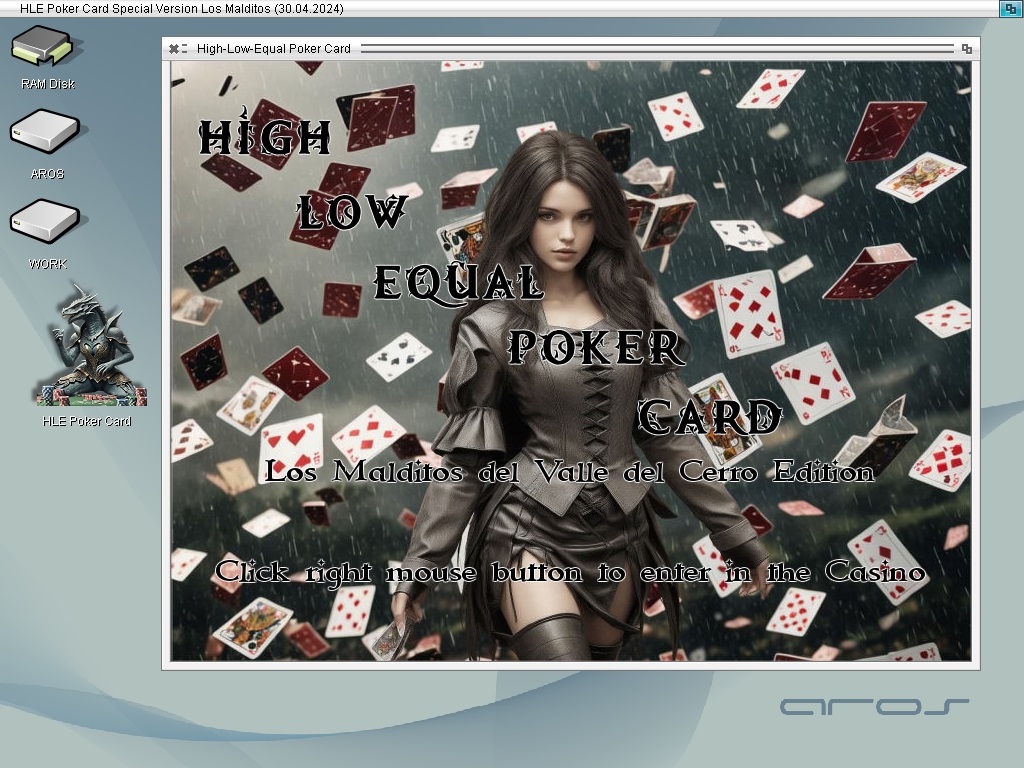 HLE Poker Card Special Version Los Malditos (30.04.2024)
RAM Disk
AROS
WORK
HLE Poker Card
High-Low-Equal Poker Card
HIGH
LOW
EQUAL
POKER
CARD
Los Malditos del Valle del Cerro Edition
Click right mouse button to enter in the Casino
aros